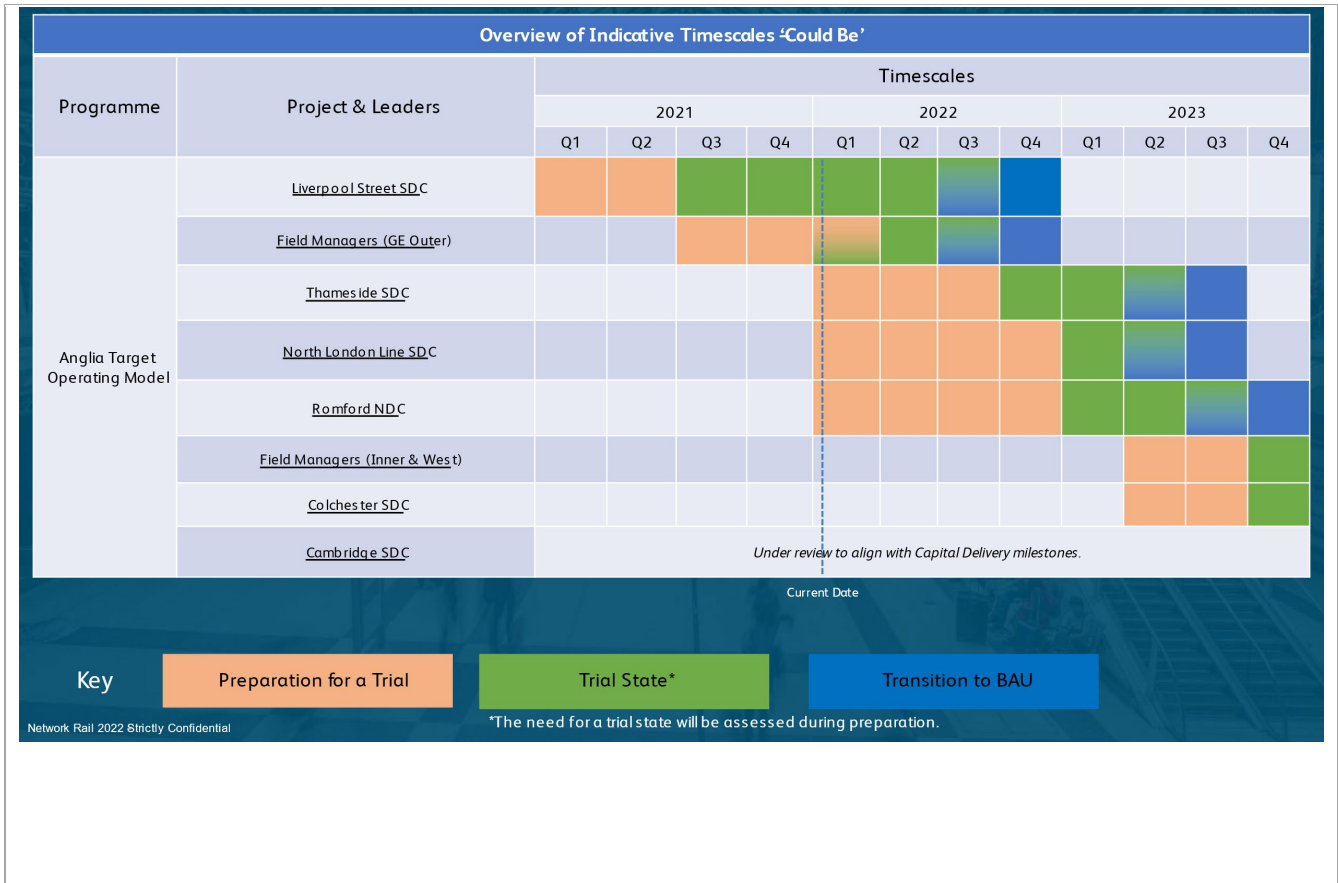 Overview of Indicative Timescales ‘Could Be’
Programme
Project & Leaders
Timescales
2021
2022
2023
Q1
Q2
Q3
Q4
Q1
Q2
Q3
Q4
Q1
Q2
Q3
Q4
Anglia Target
Operating Model
Liverpool Street SDC
Field Managers (GE Outer)
Thameside SDC
North London Line SDC
Romford NDC
Field Managers (Inner & West)
Colchester SDC
Cambridge SDC
Under review to align with Capital Delivery milestones.
Current Date
Key
Preparation for a Trial
Trial State*
Transition to BAU
*The need for a trial state will be assessed during preparation.
Network Rail 2022 Strictly Confidential